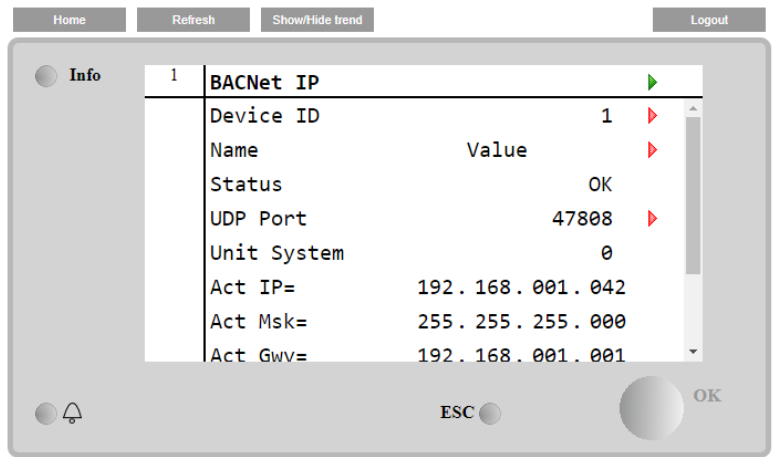 Home Refresh Show/Hide trend Logout
Info
1 BACNet IP
Device ID 1
Name Value
Status OK
UDP Port 47808
Unit System 0
Act IP= 192.168.001.042
Act Msk= 255.255.255.000
Act Gwy= 192.168.001.001
ESC OK